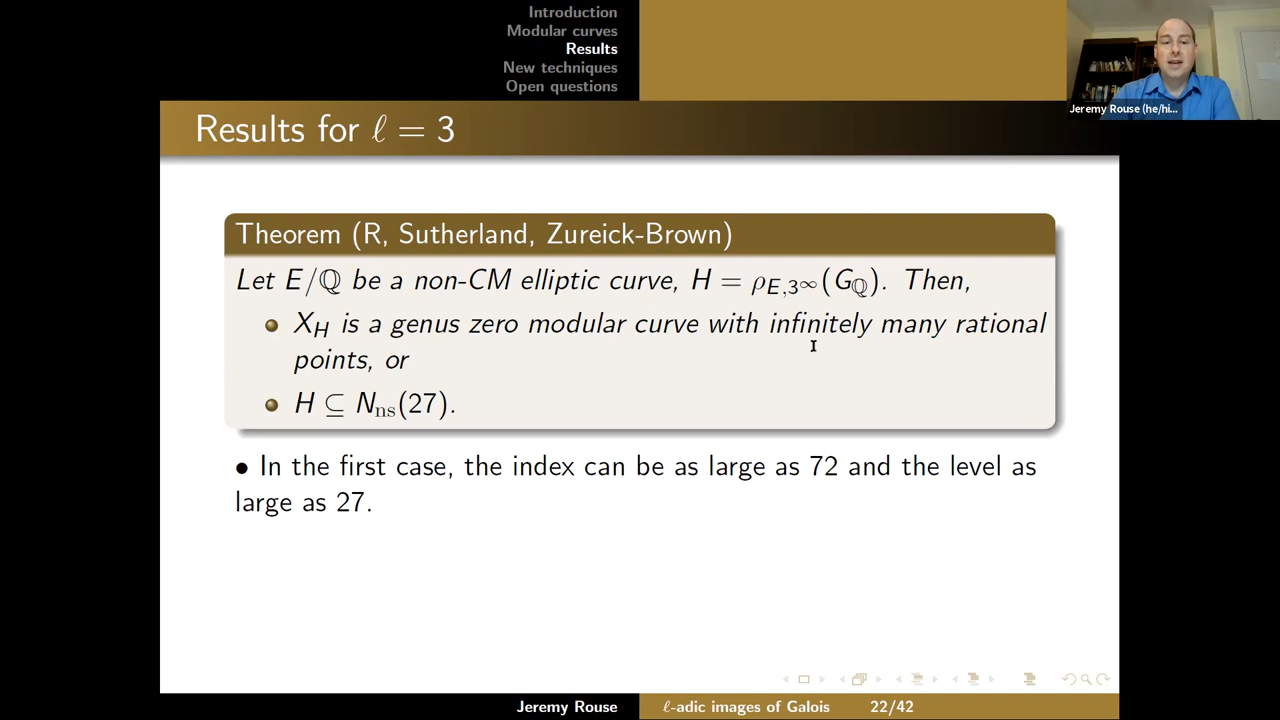 Introduction
Modular curves
Results
New techniques
Open questions
Jeremy Rouse (he/hi...
Results for ℓ = 3
Theorem (R, Sutherland, Zureick-Brown)
Let E/ℚ be a non-CM elliptic curve, H = ρ_{E,3^∞}(G_ℚ). Then,
X_H is a genus zero modular curve with infinitely many rational
points, or
H ⊆ N_{ns}(27).
• In the first case, the index can be as large as 72 and the level as
large as 27.
Jeremy Rouse ℓ-adic images of Galois 22/42